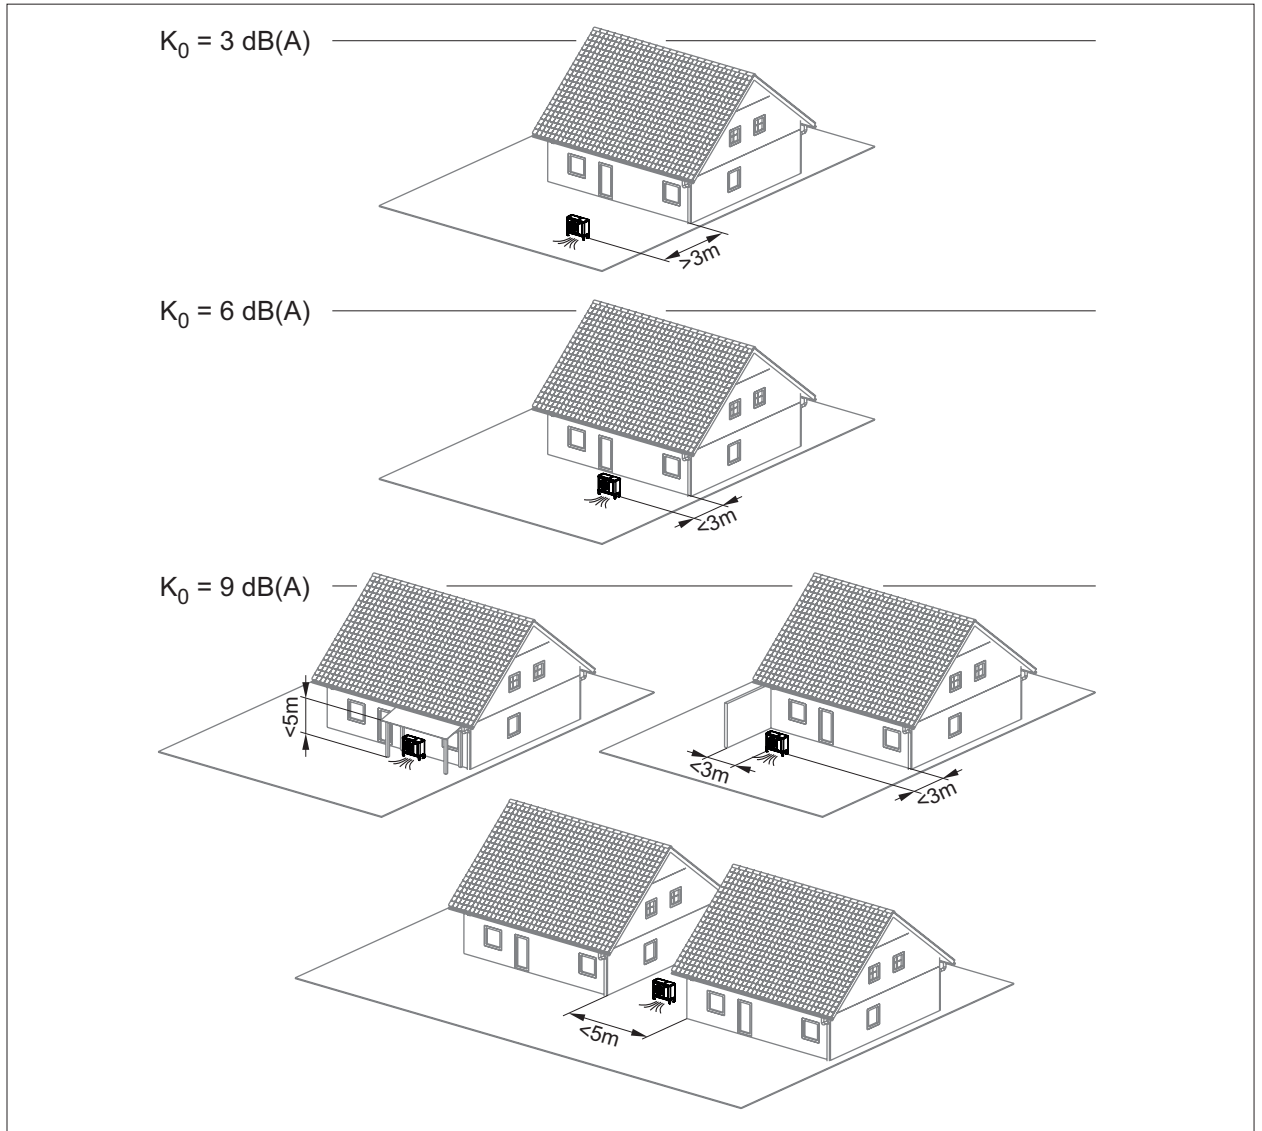 K₀ = 3 dB(A)
>3m
K₀ = 6 dB(A)
<3m
K₀ = 9 dB(A)
<5m
<3m
<3m
<5m